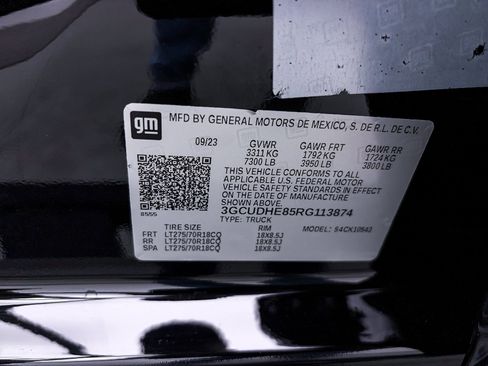 gm
MFD BY GENERAL MOTORS DE MEXICO, S. DE R.L. DE C.V.
09/23 GVWR GAWR FRT GAWR RR
3311 KG 1792 KG 1724 KG
7300 LB 3950 LB 3800 LB
THIS VEHICLE CONFORMS TO ALL
APPLICABLE U.S. FEDERAL MOTOR
VEHICLE SAFETY STANDARDS IN EFFECT
ON THE DATE OF MANUFACTURE
SHOWN ABOVE.
8555 3GCUDHE85RG113874
TYPE: TRUCK
TIRE SIZE RIM MODEL: S4CK10543
FRT LT275/70R18CQ 18X8.5J
RR LT275/70R18CQ 18X8.5J
SPA LT275/70R18CQ 18X8.5J